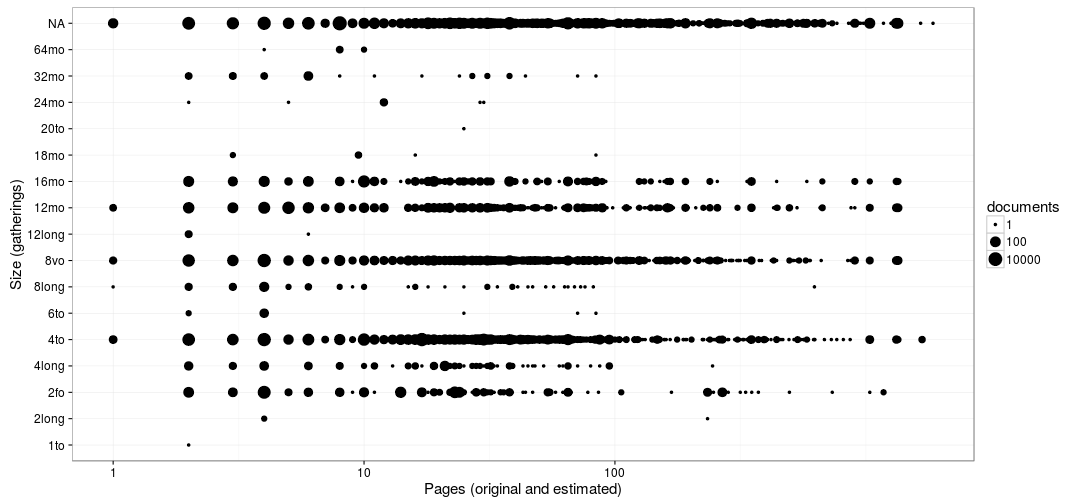 NA
64mo
32mo
24mo
20to
18mo
16mo
12mo
12long
8vo
8long
6to
4to
4long
2fo
2long
1to
Size (gatherings)
1
10
100
Pages (original and estimated)
documents
1
100
10000